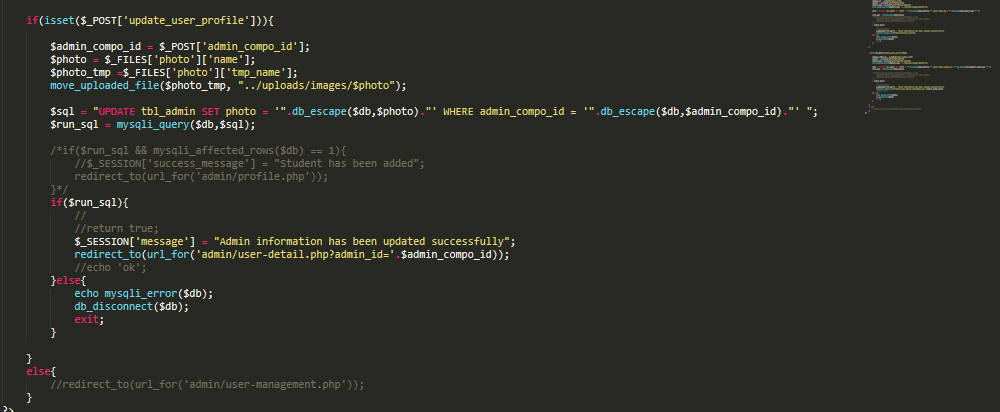 if(isset($_POST['update_user_profile'])){
$admin_compo_id = $_POST['admin_compo_id'];
$photo = $_FILES['photo']['name'];
$photo_tmp =$_FILES['photo']['tmp_name'];
move_uploaded_file($photo_tmp, "../uploads/images/$photo");
$sql = "UPDATE tbl_admin SET photo = '".db_escape($db,$photo)."' WHERE admin_compo_id = '".db_escape($db,$admin_compo_id)."' ";
$run_sql = mysqli_query($db,$sql);
/*if($run_sql && mysqli_affected_rows($db) == 1){
//$_SESSION['success_message'] = "Student has been added";
redirect_to(url_for('admin/profile.php'));
}*/
if($run_sql){
//
//return true;
$_SESSION['message'] = "Admin information has been updated successfully";
redirect_to(url_for('admin/user-detail.php?admin_id='.$admin_compo_id));
//echo 'ok';
}else{
echo mysqli_error($db);
db_disconnect($db);
exit;
}
}
else{
//redirect_to(url_for('admin/user-management.php'));
}
?>